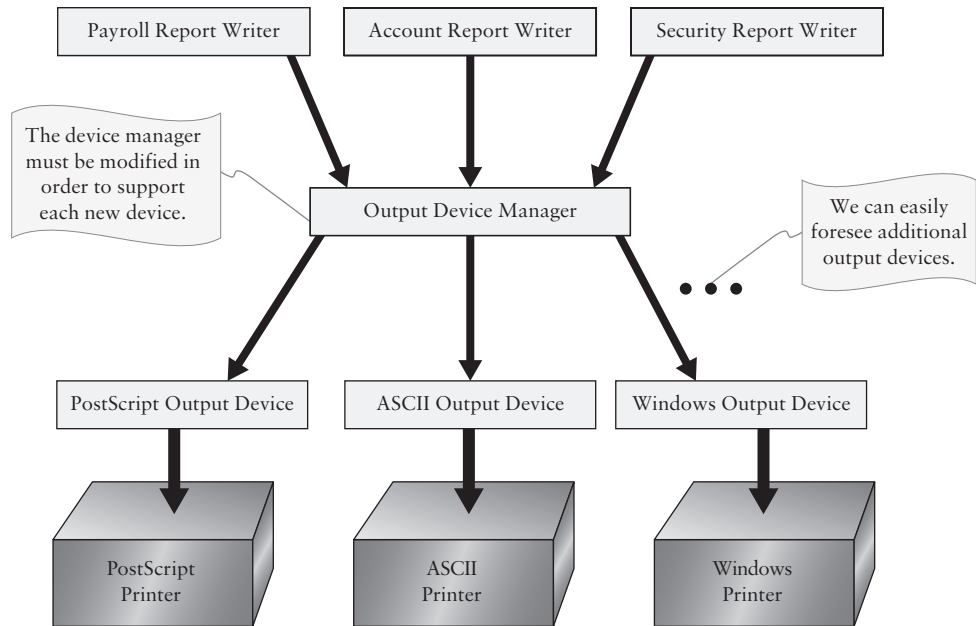 Payroll Report Writer
Account Report Writer
Security Report Writer
The device manager
must be modified in
order to support
each new device.
Output Device Manager
We can easily
foresee additional
output devices.
PostScript Output Device
ASCII Output Device
Windows Output Device
PostScript
Printer
ASCII
Printer
Windows
Printer